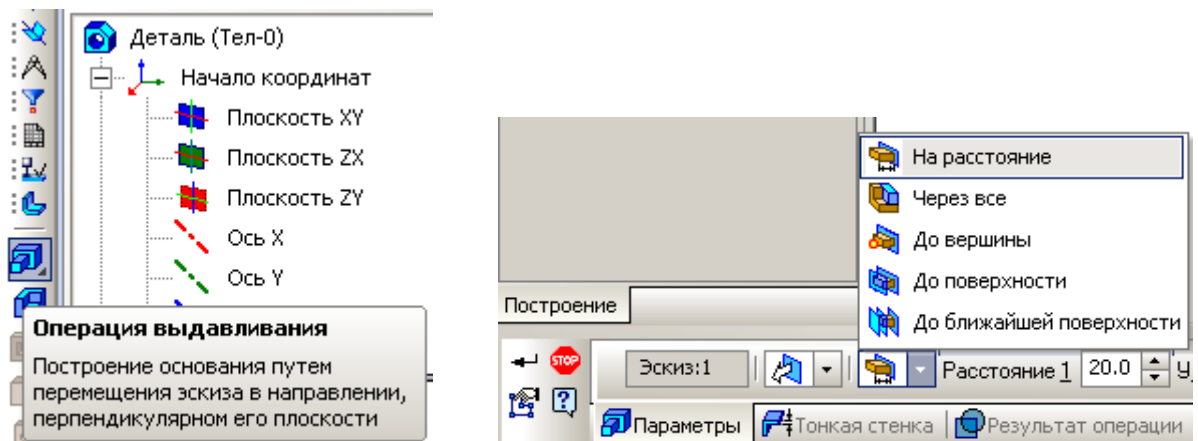 Деталь (Тел-0)
Начало координат
Плоскость XY
Плоскость ZX
Плоскость ZY
Ось X
Ось Y
Операция выдавливания
Построение основания путем
перемещения эскиза в направлении,
перпендикулярном его плоскости
На расстояние
Через все
До вершины
До поверхности
До ближайшей поверхности
Построение
STOP
Эскиз:1
Расстояние 1 20.0
Параметры Тонкая стенка Результат операции